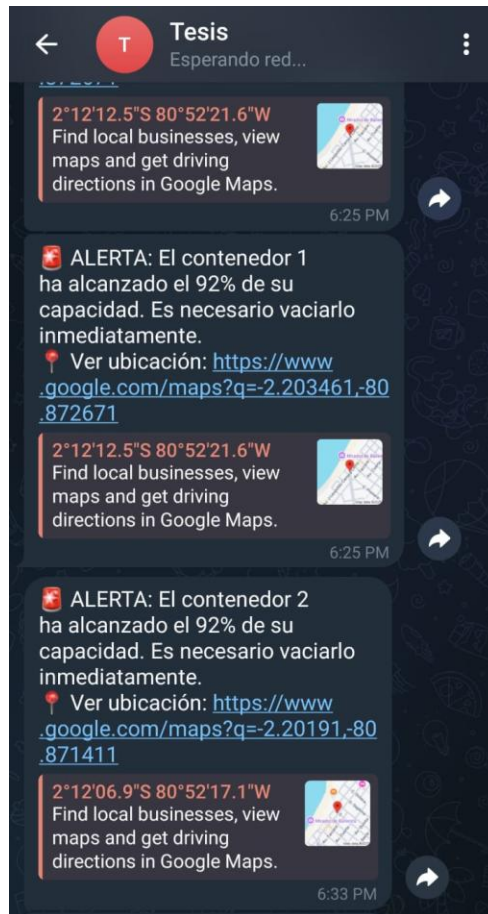 T
Tesis
Esperando red...
.872671
2°12'12.5"S 80°52'21.6"W
Find local businesses, view
maps and get driving
directions in Google Maps.
6:25 PM
🚨 ALERTA: El contenedor 1
ha alcanzado el 92% de su
capacidad. Es necesario vaciarlo
inmediatamente.
📍 Ver ubicación: https://www
.google.com/maps?q=-2.203461,-80
.872671
2°12'12.5"S 80°52'21.6"W
Find local businesses, view
maps and get driving
directions in Google Maps.
6:25 PM
🚨 ALERTA: El contenedor 2
ha alcanzado el 92% de su
capacidad. Es necesario vaciarlo
inmediatamente.
📍 Ver ubicación: https://www
.google.com/maps?q=-2.20191,-80
.871411
2°12'06.9"S 80°52'17.1"W
Find local businesses, view
maps and get driving
directions in Google Maps.
6:33 PM